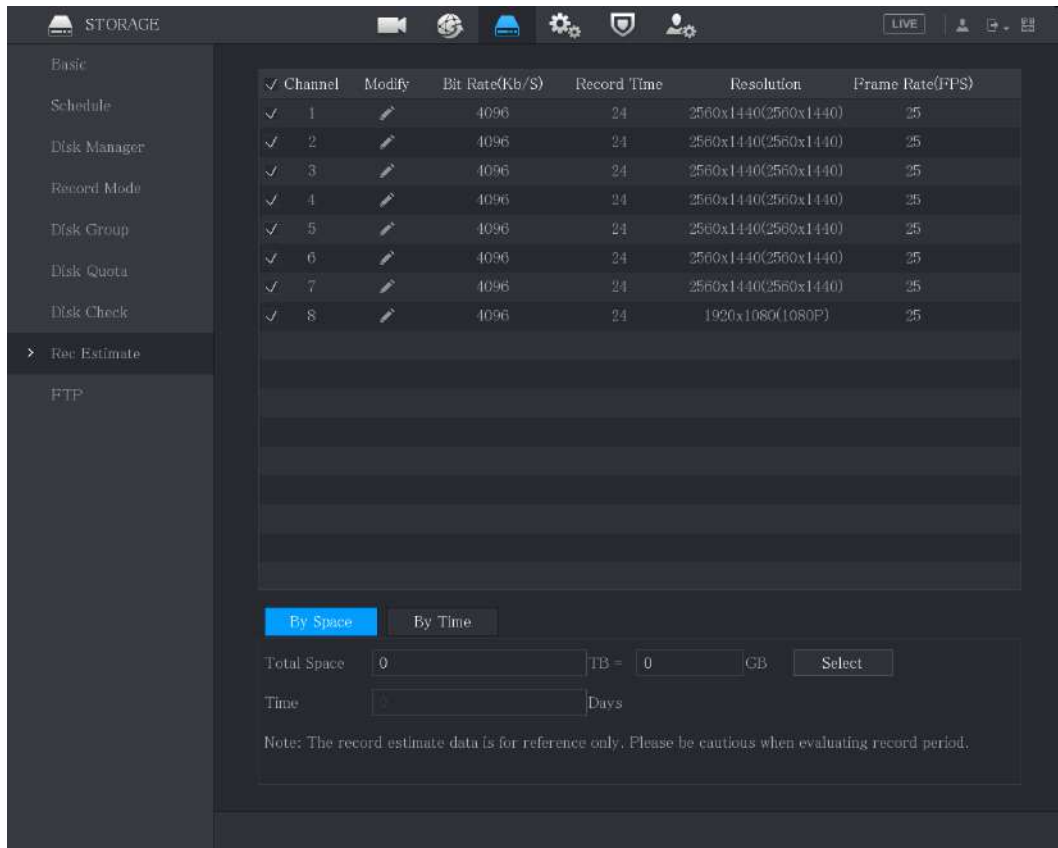 STORAGE
LIVE
Basic
Schedule
Disk Manager
Record Mode
Disk Group
Disk Quota
Disk Check
Rec Estimate
FTP
Channel Modify Bit Rate(Kb/S) Record Time Resolution Frame Rate(FPS)
1 4096 24 2560x1440(2560x1440) 25
2 4096 24 2560x1440(2560x1440) 25
3 4096 24 2560x1440(2560x1440) 25
4 4096 24 2560x1440(2560x1440) 25
5 4096 24 2560x1440(2560x1440) 25
6 4096 24 2560x1440(2560x1440) 25
7 4096 24 2560x1440(2560x1440) 25
8 4096 24 1920x1080(1080P) 25
By Space By Time
Total Space 0 TB = 0 GB Select
Time 0 Days
Note: The record estimate data is for reference only. Please be cautious when evaluating record period.